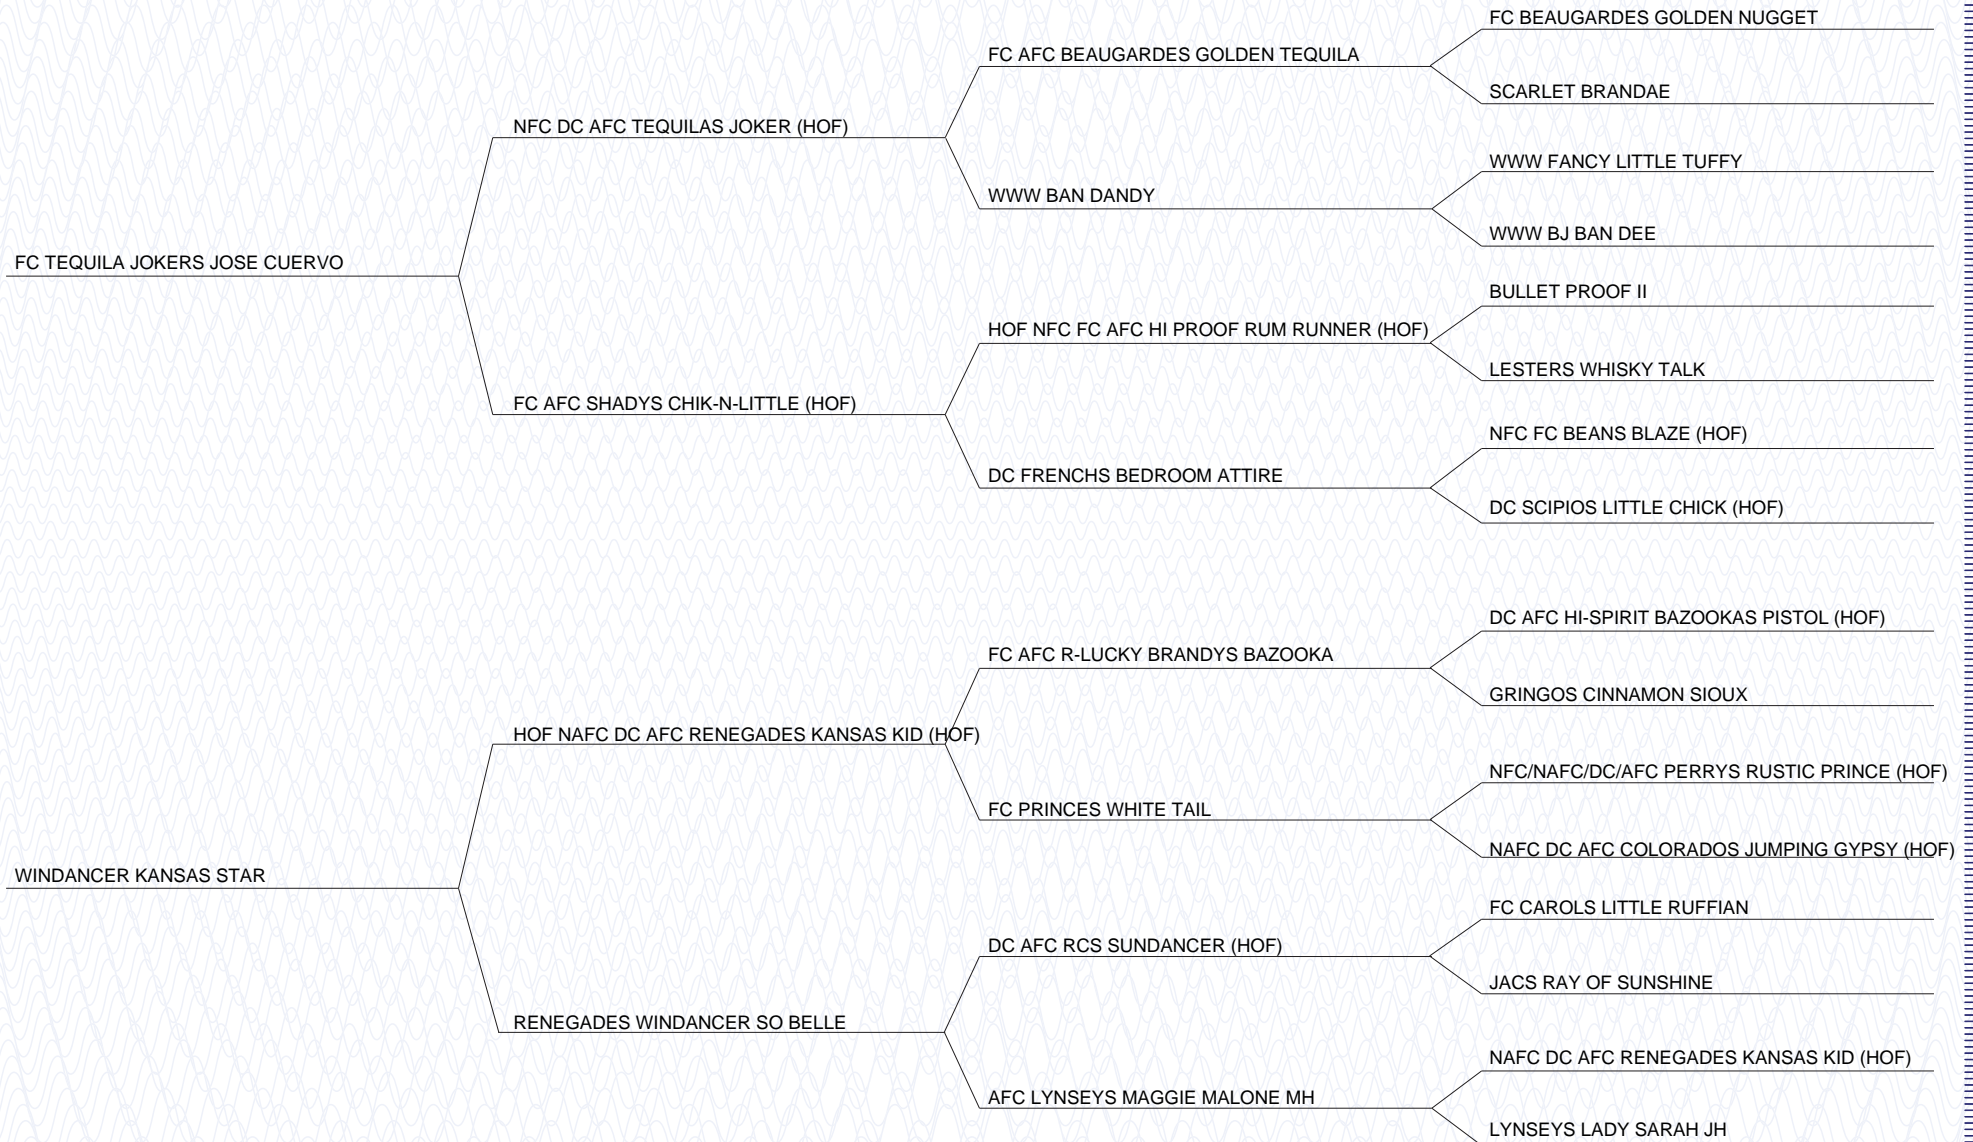 FC BEAUGARDES GOLDEN NUGGET
FC AFC BEAUGARDES GOLDEN TEQUILA
SCARLET BRANDAE
NFC DC AFC TEQUILAS JOKER (HOF)
WWW FANCY LITTLE TUFFY
WWW BAN DANDY
WWW BJ BAN DEE
FC TEQUILA JOKERS JOSE CUERVO
BULLET PROOF II
HOF NFC FC AFC HI PROOF RUM RUNNER (HOF)
LESTERS WHISKY TALK
FC AFC SHADYS CHIK-N-LITTLE (HOF)
NFC FC BEANS BLAZE (HOF)
DC FRENCHS BEDROOM ATTIRE
DC SCIPIOS LITTLE CHICK (HOF)
DC AFC HI-SPIRIT BAZOOKAS PISTOL (HOF)
FC AFC R-LUCKY BRANDYS BAZOOKA
GRINGOS CINNAMON SIOUX
HOF NAFC DC AFC RENEGADES KANSAS KID (HOF)
NFC/NAFC/DC/AFC PERRYS RUSTIC PRINCE (HOF)
FC PRINCES WHITE TAIL
NAFC DC AFC COLORADOS JUMPING GYPSY (HOF)
WINDANCER KANSAS STAR
FC CAROLS LITTLE RUFFIAN
DC AFC RCS SUNDANCER (HOF)
JACS RAY OF SUNSHINE
RENEGADES WINDANCER SO BELLE
NAFC DC AFC RENEGADES KANSAS KID (HOF)
AFC LYNSEYS MAGGIE MALONE MH
LYNSEYS LADY SARAH JH